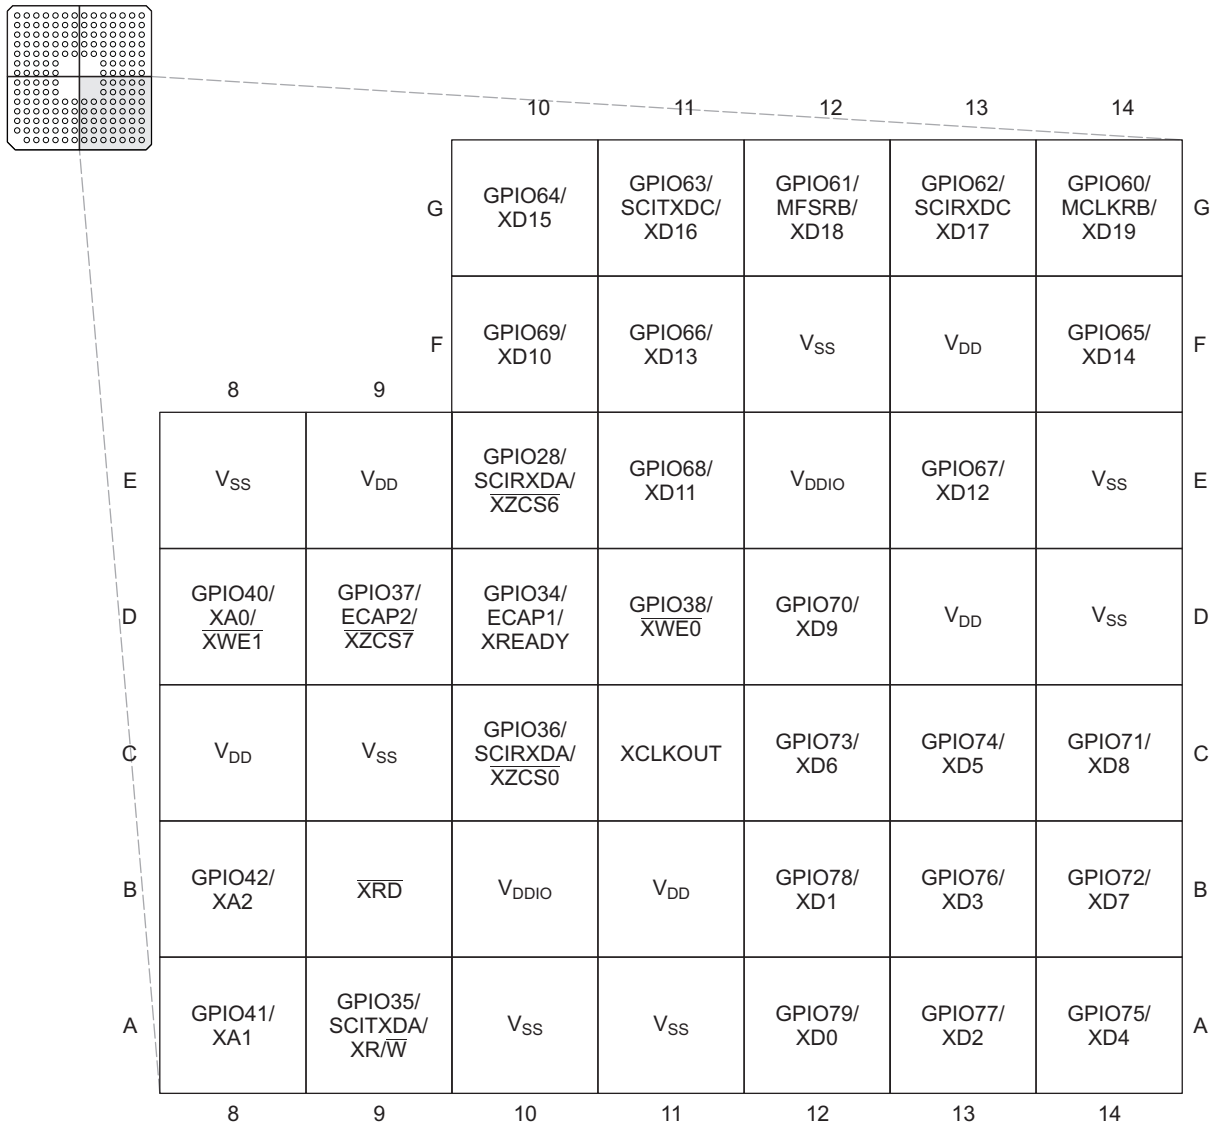 10 11 12 13 14
G GPIO64/ XD15 GPIO63/ SCITXDC/ XD16 GPIO61/ MFSRB/ XD18 GPIO62/ SCIRXDC XD17 GPIO60/ MCLKRB/ XD19 G
F GPIO69/ XD10 GPIO66/ XD13 VSS VDD GPIO65/ XD14 F
8 9
E VSS VDD GPIO28/ SCIRXDA/ XZCS6 GPIO68/ XD11 VDDIO GPIO67/ XD12 VSS E
D GPIO40/ XA0/ XWE1 GPIO37/ ECAP2/ XZCS7 GPIO34/ ECAP1/ XREADY GPIO38/ XWE0 GPIO70/ XD9 VDD VSS D
C VDD VSS GPIO36/ SCIRXDA/ XZCS0 XCLKOUT GPIO73/ XD6 GPIO74/ XD5 GPIO71/ XD8 C
B GPIO42/ XA2 XRD VDDIO VDD GPIO78/ XD1 GPIO76/ XD3 GPIO72/ XD7 B
A GPIO41/ XA1 GPIO35/ SCITXDA/ XR/W VSS VSS GPIO79/ XD0 GPIO77/ XD2 GPIO75/ XD4 A
8 9 10 11 12 13 14